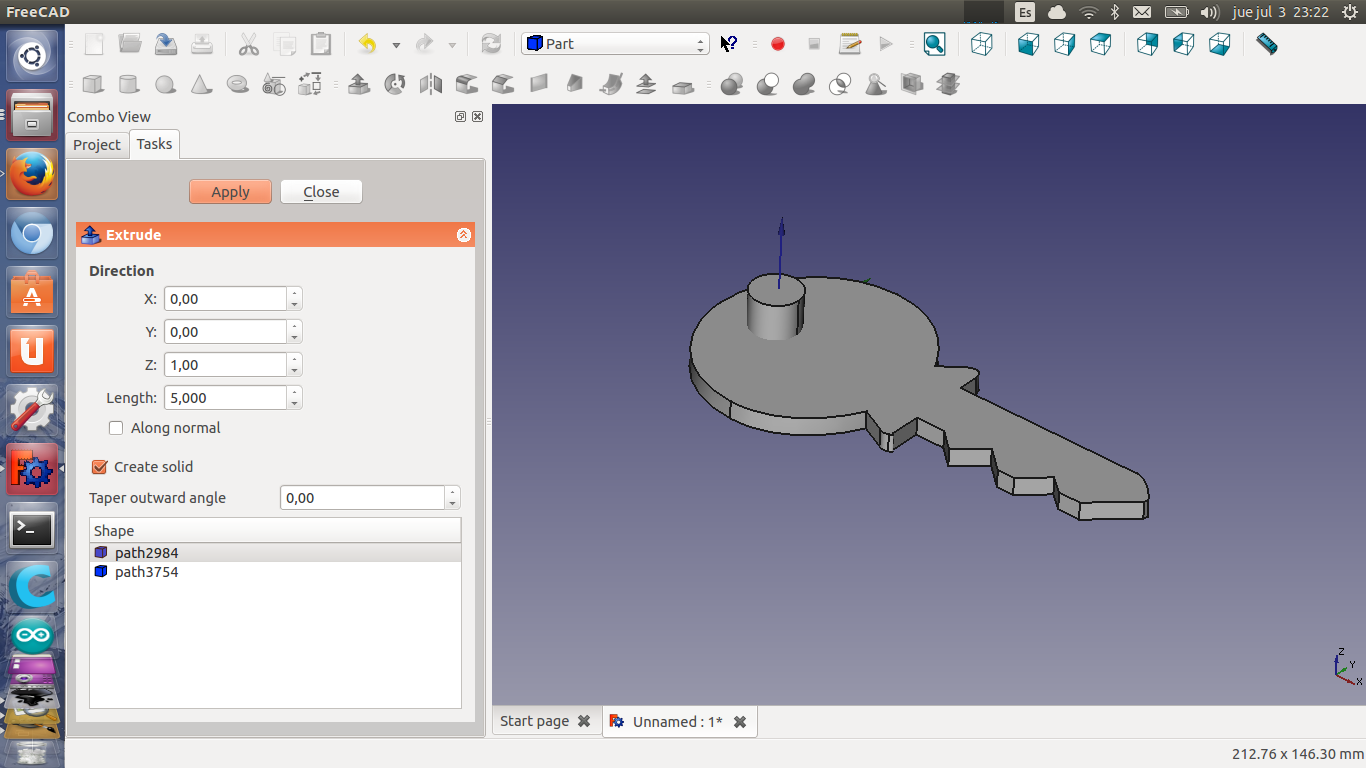 FreeCAD
Es
jue jul 3 23:22
Part
Combo View
Project
Tasks
Apply
Close
Extrude
Direction
X: 0,00
Y: 0,00
Z: 1,00
Length: 5,000
Along normal
Create solid
Taper outward angle 0,00
Shape
path2984
path3754
Z
Y
X
Start page
Unnamed : 1*
212.76 x 146.30 mm